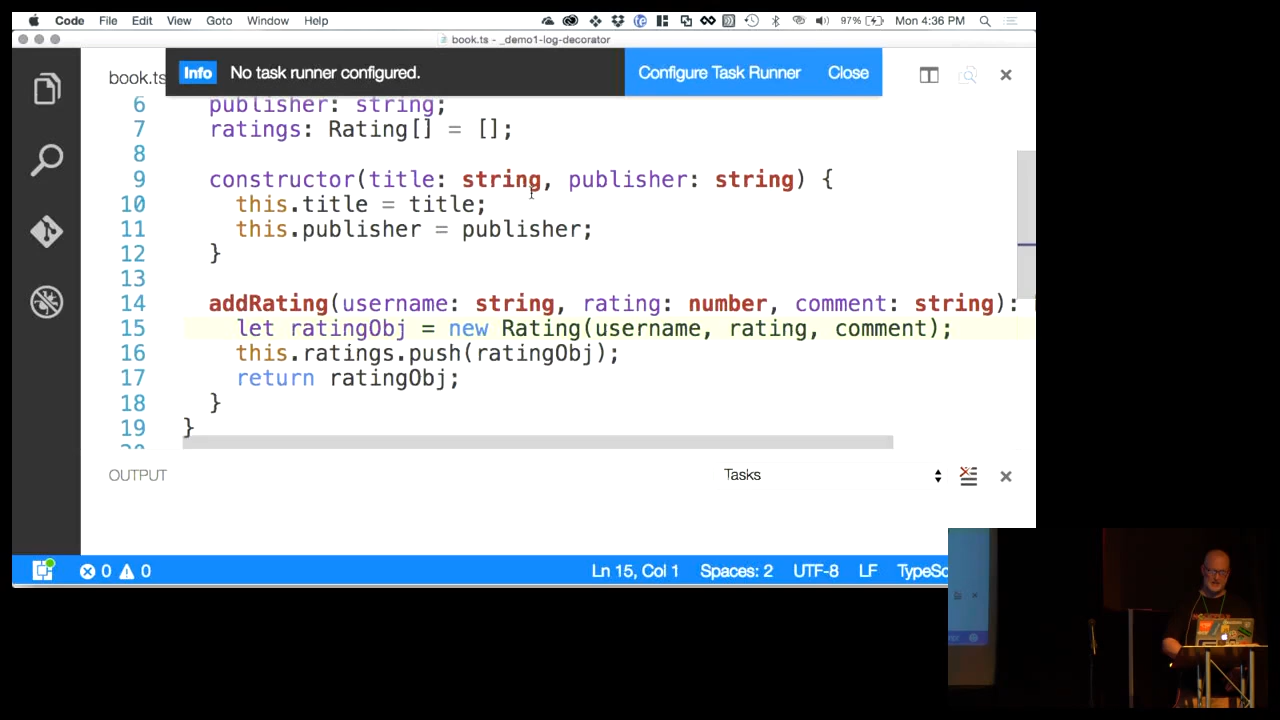 Code File Edit View Goto Window Help 97% Mon 4:36 PM
book.ts - _demo1-log-decorator
book.ts Info No task runner configured. Configure Task Runner Close
6 publisher: string;
7 ratings: Rating[] = [];
8
9 constructor(title: string, publisher: string) {
10 this.title = title;
11 this.publisher = publisher;
12 }
13
14 addRating(username: string, rating: number, comment: string):
15 let ratingObj = new Rating(username, rating, comment);
16 this.ratings.push(ratingObj);
17 return ratingObj;
18 }
19 }
OUTPUT Tasks
0 0 Ln 15, Col 1 Spaces: 2 UTF-8 LF TypeSc